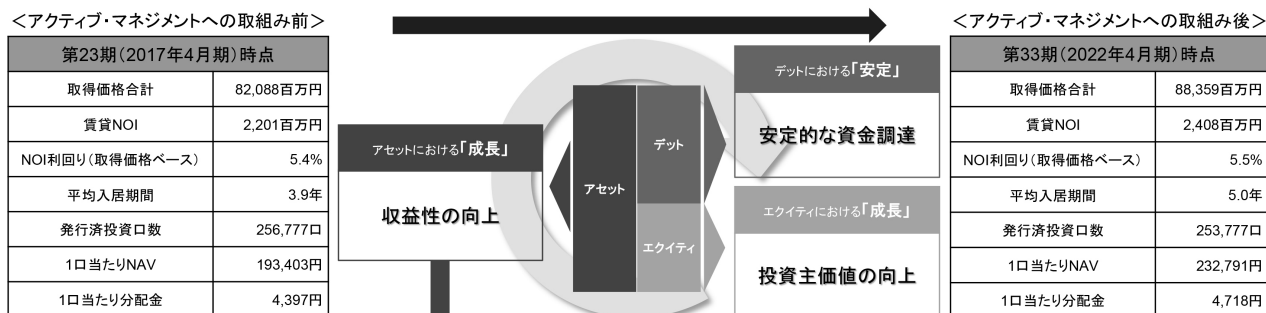 ＜アクティブ・マネジメントへの取組み前＞
第23期（2017年4月期）時点
取得価格合計 82,088百万円
賃貸NOI 2,201百万円
NOI利回り（取得価格ベース） 5.4%
平均入居期間 3.9年
発行済投資口数 256,777口
1口当たりNAV 193,403円
1口当たり分配金 4,397円
アセットにおける「成長」
収益性の向上
アセット
デット
エクイティ
デットにおける「安定」
安定的な資金調達
エクイティにおける「成長」
投資主価値の向上
＜アクティブ・マネジメントへの取組み後＞
第33期（2022年4月期）時点
取得価格合計 88,359百万円
賃貸NOI 2,408百万円
NOI利回り（取得価格ベース） 5.5%
平均入居期間 5.0年
発行済投資口数 253,777口
1口当たりNAV 232,791円
1口当たり分配金 4,718円